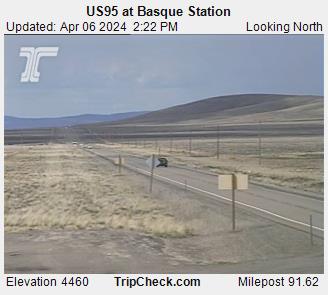 US95 at Basque Station
Updated: Apr 06 2024 2:22 PM Looking North
Elevation 4460 TripCheck.com Milepost 91.62